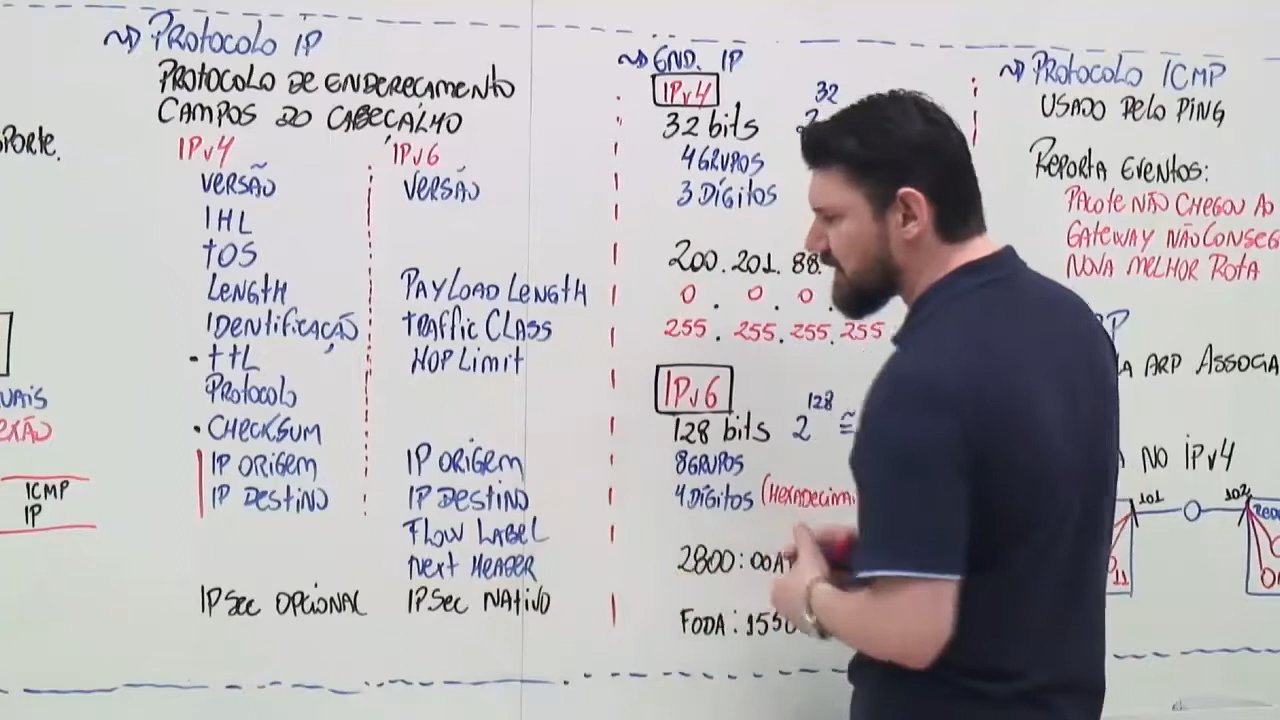 PROTOCOLO IP
PROTOCOLO DE ENDEREÇAMENTO
CAMPOS DO CABEÇALHO
IPv4
VERSÃO
IHL
TOS
LENGTH
IDENTIFICAÇÃO
TTL
PROTOCOLO
CHECKSUM
IP ORIGEM
IP DESTINO
IPSec OPCIONAL
IPv6
VERSÃO
PAYLOAD LENGTH
TRAFFIC CLASS
HOP LIMIT
IP ORIGEM
IP DESTINO
FLOW LABEL
NEXT HEADER
IPSec NATIVO
ICMP
IP
END. IP
IPv4
32 bits
32
4 GRUPOS
3 DÍGITOS
200.201.88.
0 . 0 . 0 .
255 . 255 . 255 . 255
IPv6
128 bits 2^128 ≅
8 GRUPOS
4 DÍGITOS (HEXADECIMA
2800:00A
FODA:155
PROTOCOLO ICMP
USADO PELO PING
REPORTA EVENTOS:
PACOTE NÃO CHEGOU AO
GATEWAY NÃO CONSEG
NOVA MELHOR ROTA
ARP ASSOCIA
NO IPv4
101
102